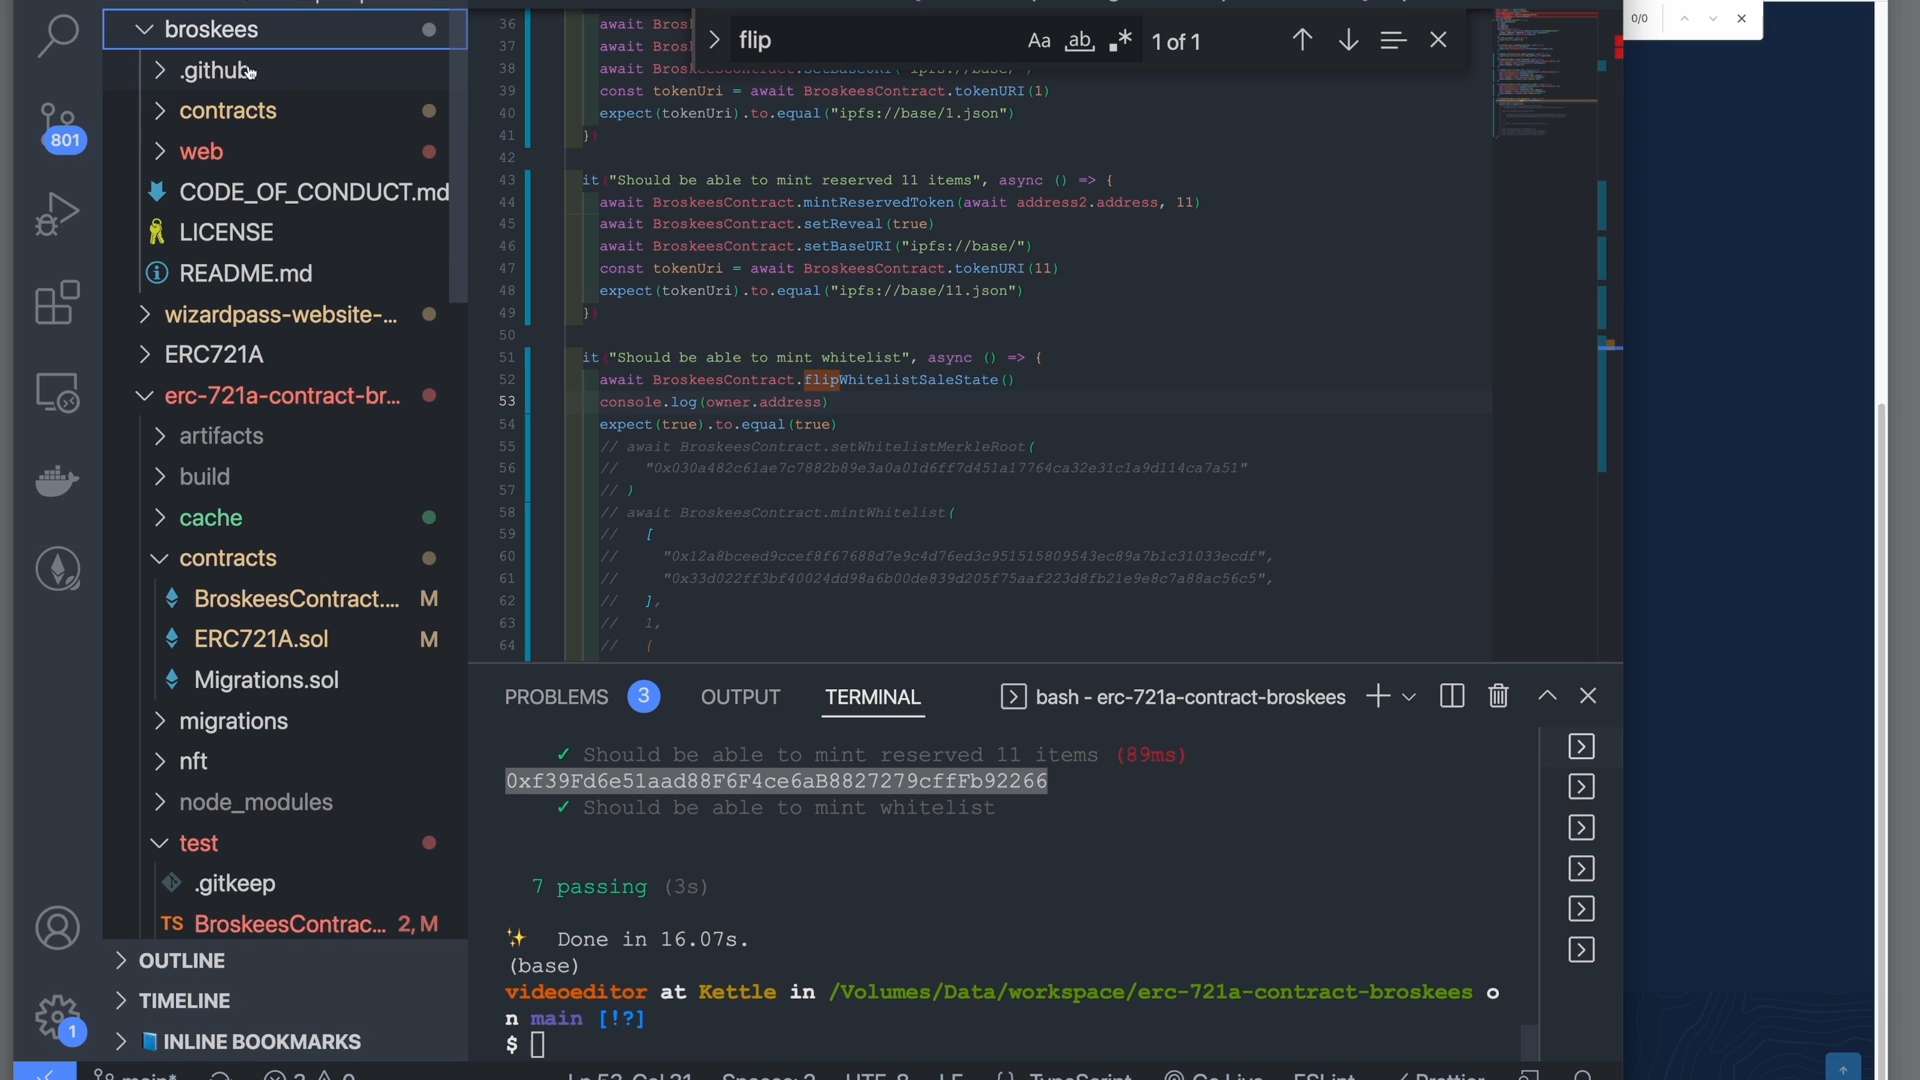 broskees
.github
contracts
web
CODE_OF_CONDUCT.md
LICENSE
README.md
wizardpass-website-...
ERC721A
erc-721a-contract-br...
artifacts
build
cache
contracts
BroskeesContract.... M
ERC721A.sol M
Migrations.sol
migrations
nft
node_modules
test
.gitkeep
TS BroskeesContrac... 2, M
OUTLINE
TIMELINE
INLINE BOOKMARKS
801
1
flip
Aa ab 1 of 1
0/0
36 await Bros
37 await Bros
38 await
39 const tokenUri = await BroskeesContract.tokenURI(1)
40 expect(tokenUri).to.equal("ipfs://base/1.json")
41 })
42
43 it("Should be able to mint reserved 11 items", async () => {
44 await BroskeesContract.mintReservedToken(await address2.address, 11)
45 await BroskeesContract.setReveal(true)
46 await BroskeesContract.setBaseURI("ipfs://base/")
47 const tokenUri = await BroskeesContract.tokenURI(11)
48 expect(tokenUri).to.equal("ipfs://base/11.json")
49 })
50
51 it("Should be able to mint whitelist", async () => {
52 await BroskeesContract.flipWhitelistSaleState()
53 console.log(owner.address)
54 expect(true).to.equal(true)
55 // await BroskeesContract.setWhitelistMerkleRoot(
56 // "0x030a482c61ae7c7882b89e3a0a01d6ff7d451a17764ca32e31c1a9d114ca7a51"
57 // )
58 // await BroskeesContract.mintWhitelist(
59 // [
60 // "0x12a8bceed9ccef8f67688d7e9c4d76ed3c951515809543ec89a7b1c31033ecdf",
61 // "0x33d022ff3bf40024dd98a6b00de839d205f75aaf223d8fb21e9e8c7a88ac56c5",
62 // ],
63 // 1,
64 // {
PROBLEMS 3 OUTPUT TERMINAL bash - erc-721a-contract-broskees
✓ Should be able to mint reserved 11 items (89ms)
0xf39Fd6e51aad88F6F4ce6aB8827279cffFb92266
✓ Should be able to mint whitelist
7 passing (3s)
✨ Done in 16.07s.
(base)
videoeditor at Kettle in /Volumes/Data/workspace/erc-721a-contract-broskees o
n main [!?]
$